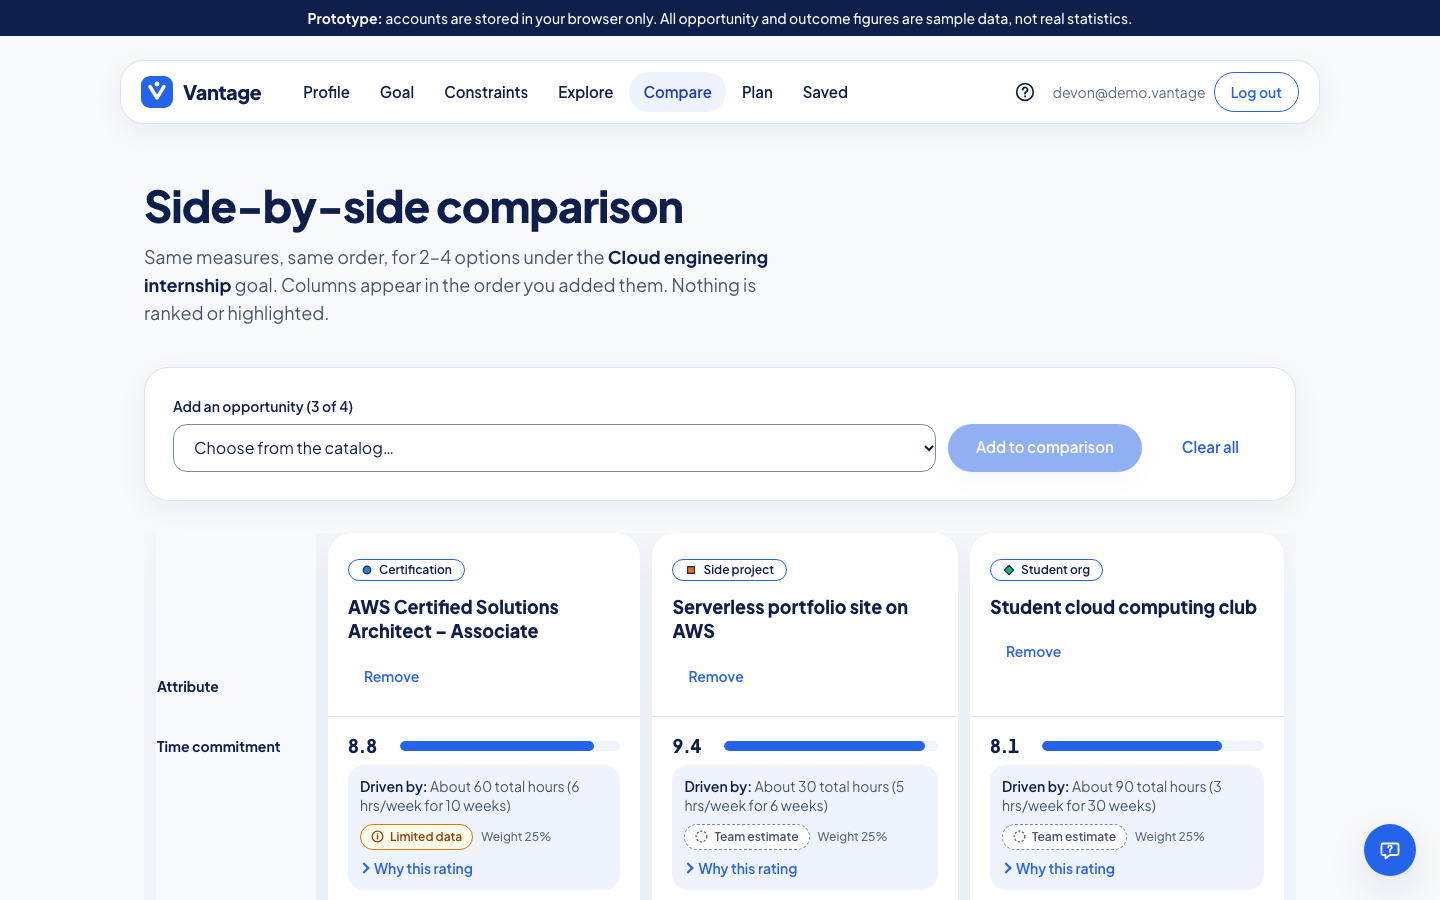 Prototype: accounts are stored in your browser only. All opportunity and outcome figures are sample data, not real statistics.
Vantage
Profile
Goal
Constraints
Explore
Compare
Plan
Saved
devon@demo.vantage
Log out
Side-by-side comparison
Same measures, same order, for 2–4 options under the Cloud engineering
internship goal. Columns appear in the order you added them. Nothing is
ranked or highlighted.
Add an opportunity (3 of 4)
Choose from the catalog...
Add to comparison
Clear all
Attribute
Certification
AWS Certified Solutions
Architect – Associate
Remove
Side project
Serverless portfolio site on
AWS
Remove
Student org
Student cloud computing club
Remove
Time commitment
8.8
Driven by: About 60 total hours (6
hrs/week for 10 weeks)
Limited data
Weight 25%
Why this rating
9.4
Driven by: About 30 total hours (5
hrs/week for 6 weeks)
Team estimate
Weight 25%
Why this rating
8.1
Driven by: About 90 total hours (3
hrs/week for 30 weeks)
Team estimate
Weight 25%
Why this rating